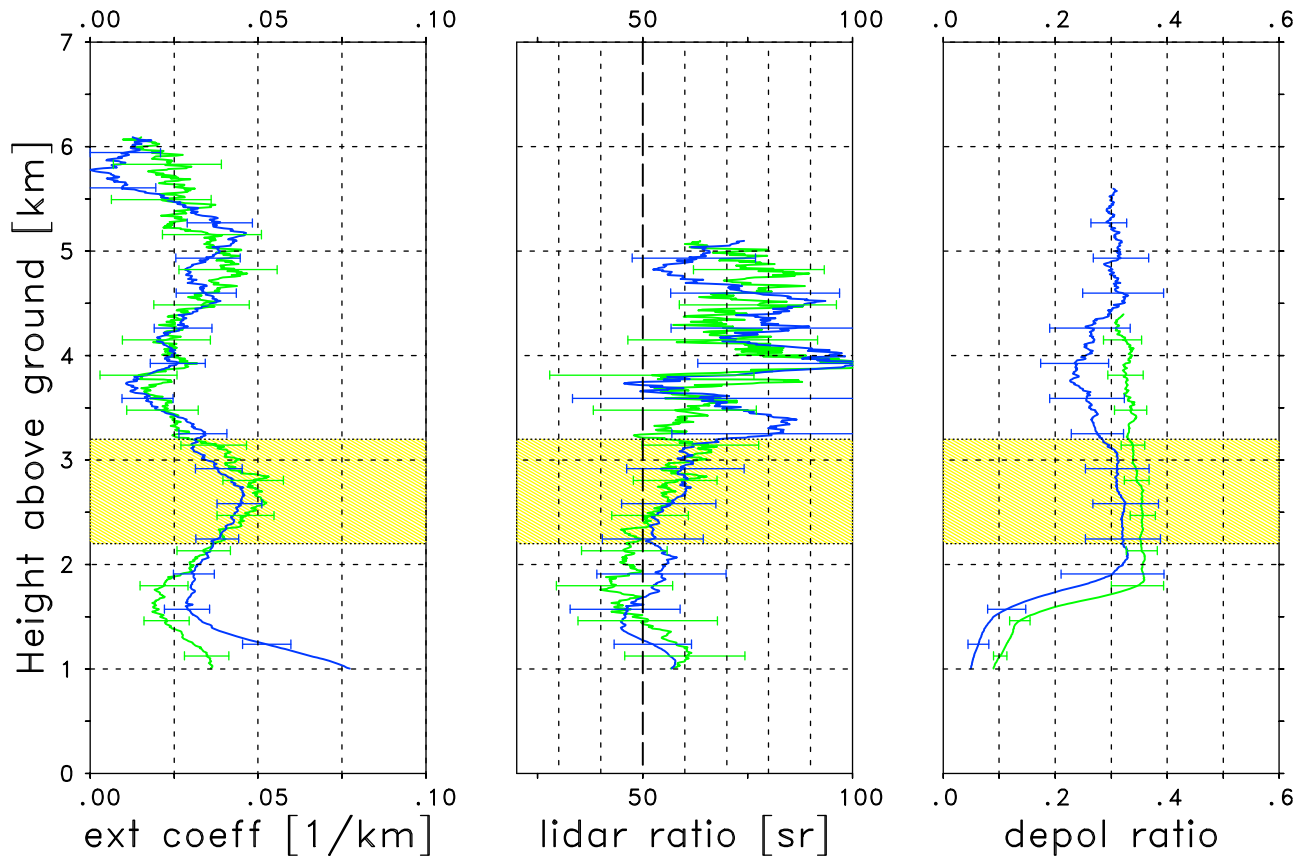 .00 .05 .10 50 100 .0 .2 .4 .6
7
6
5
4
3
2
1
0
Height above ground [km]
.00 .05 .10 50 100 .0 .2 .4 .6
ext coeff [1/km] lidar ratio [sr] depol ratio